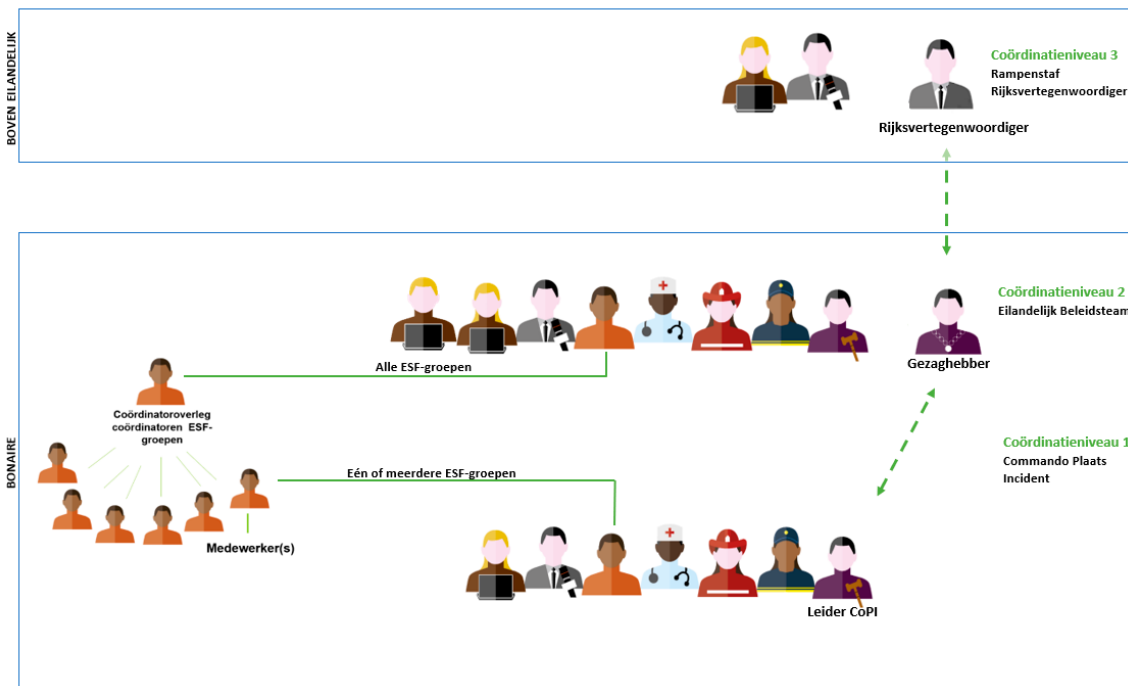 BOVEN EILANDELIJK
Coördinatieniveau 3
Rampenstaf
Rijksvertegenwoordiger
Rijksvertegenwoordiger
BONAIRE
Coördinatieniveau 2
Eilandelijk Beleidsteam
Gezaghebber
Alle ESF-groepen
Coördinatoroverleg
coördinatoren ESF-
groepen
Coördinatieniveau 1
Commando Plaats
Incident
Eén of meerdere ESF-groepen
Medewerker(s)
Leider CoPI